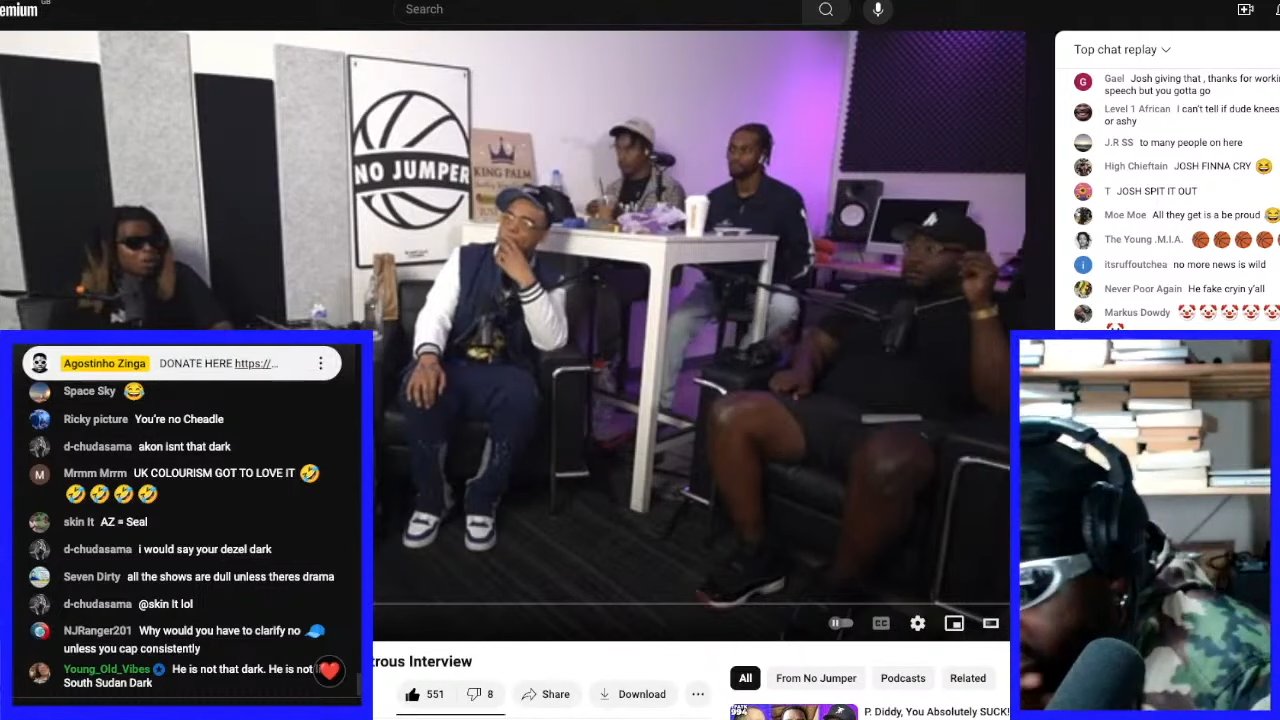 emium GB
Search
Top chat replay
Gael Josh giving that , thanks for workin
speech but you gotta go
Level 1 African I can't tell if dude knees
or ashy
J.R SS to many people on here
High Chieftain JOSH FINNA CRY 😂
T JOSH SPIT IT OUT
Moe Moe All they get is a be proud 😂
The Young .M.I.A. 🏀🏀🏀🏀
itsruffoutchea no more news is wild
Never Poor Again He fake cryin y'all
Markus Dowdy 🤡🤡🤡🤡🤡
🤡
NO JUMPER
KING PALM
Agostinho Zinga DONATE HERE https://...
Space Sky 😂
Ricky picture You're no Cheadle
d-chudasama akon isnt that dark
Mrmm Mrrm UK COLOURISM GOT TO LOVE IT 🤣
🤣🤣🤣🤣
skin It AZ = Seal
d-chudasama i would say your dezel dark
Seven Dirty all the shows are dull unless theres drama
d-chudasama @skin It lol
NJRanger201 Why would you have to clarify no 🧢
unless you cap consistently
Young_Old_Vibes He is not that dark. He is not
South Sudan Dark
CC
trous Interview
551
8
Share
Download
All
From No Jumper
Podcasts
Related
P. Diddy, You Absolutely SUCK!